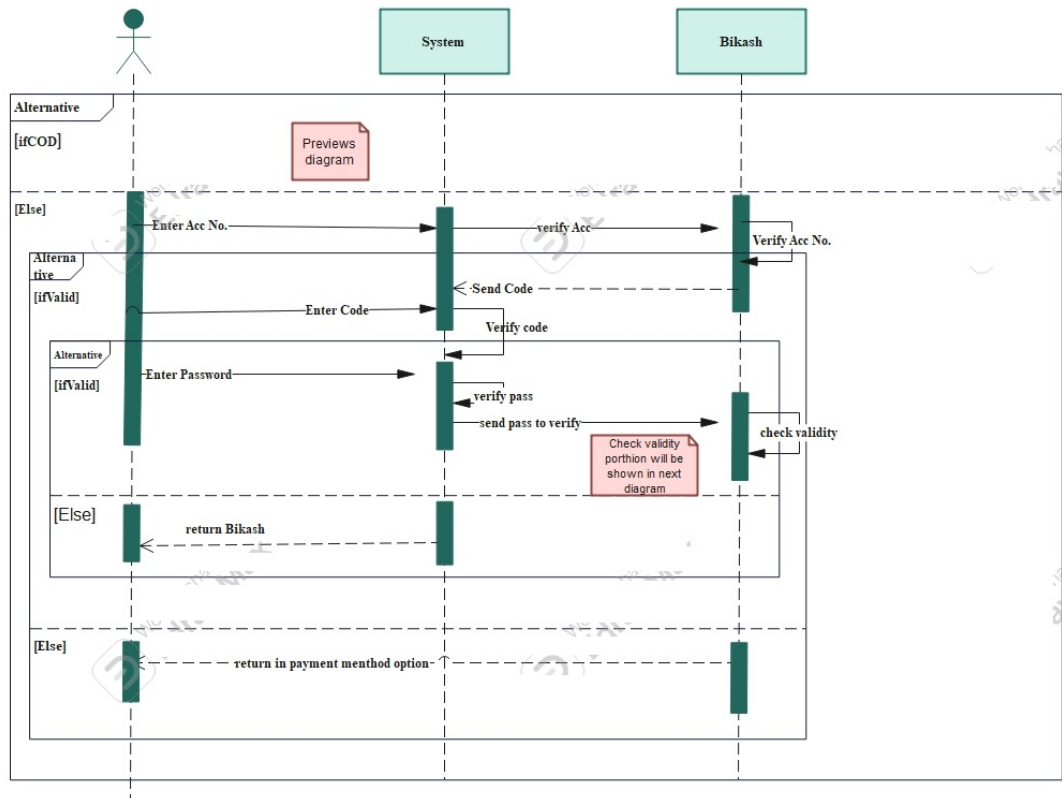 System
Bikash
Alternative
[ifCOD]
Previews
diagram
[Else]
Enter Acc No.
verify Acc
Verify Acc No.
Alterna
tive
[ifValid]
Send Code
Enter Code
Verify code
Alternative
[ifValid]
Enter Password
verify pass
send pass to verify
check validity
Check validity
porthion will be
shown in next
diagram
[Else]
return Bikash
[Else]
return in payment menthod option